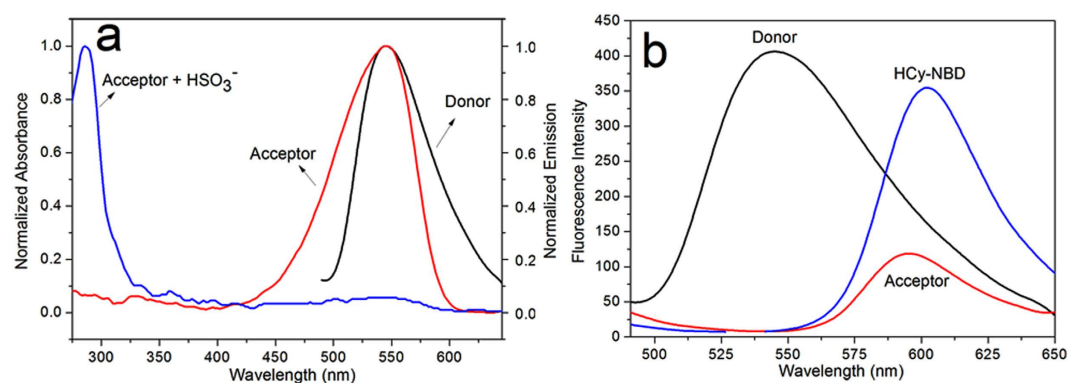 a
1.0
0.8
0.6
0.4
0.2
0.0
Normalized Absorbance
Acceptor + HSO₃⁻
Acceptor
Donor
1.0
0.8
0.6
0.4
0.2
0.0
Normalized Emission
300 350 400 450 500 550 600
Wavelength (nm)
b
450
400
350
300
250
200
150
100
50
0
Fluorescence Intensity
Donor
HCy-NBD
Acceptor
500 525 550 575 600 625 650
Wavelength (nm)